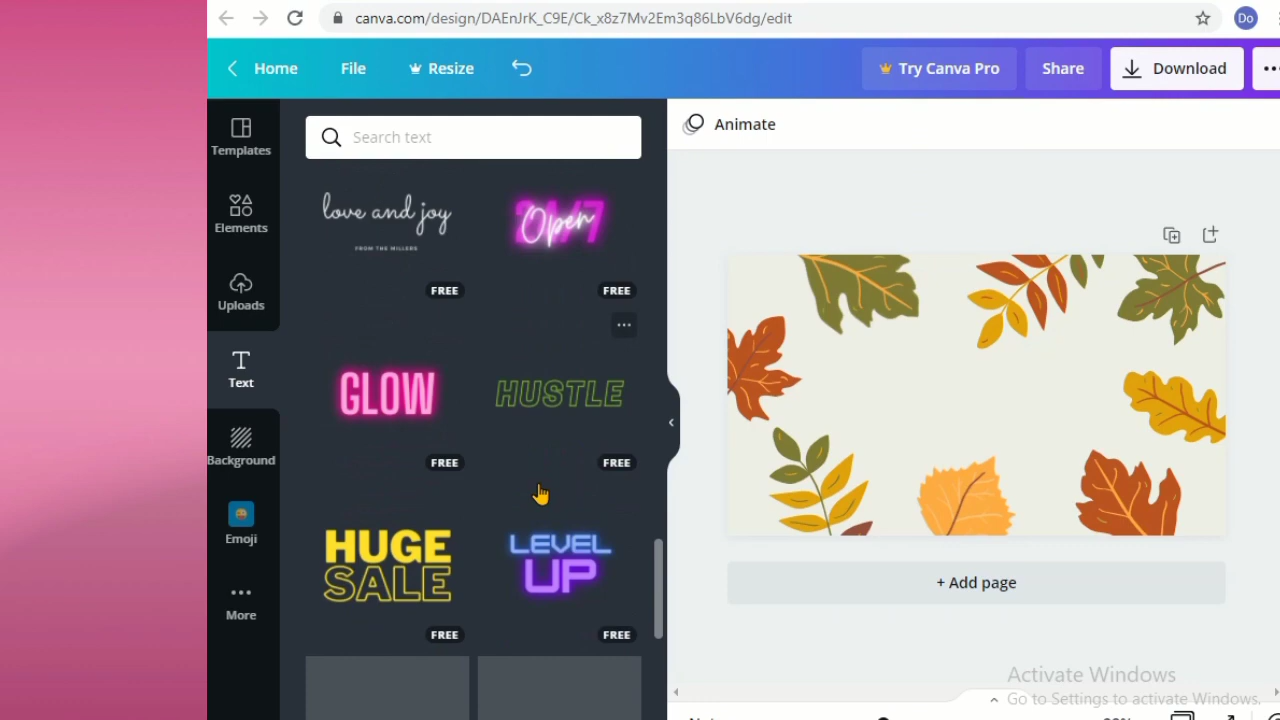 canva.com/design/DAEnJrK_C9E/Ck_x8z7Mv2Em3q86LbV6dg/edit
Do
Home
File
Resize
Try Canva Pro
Share
Download
Templates
Elements
Uploads
Text
Background
Emoji
More
Search text
love and joy
FROM THE MILLERS
24/7
Open
FREE
FREE
GLOW
HUSTLE
FREE
FREE
HUGE
SALE
LEVEL
UP
FREE
FREE
Animate
+ Add page
Activate Windows
Go to Settings to activate Windows.